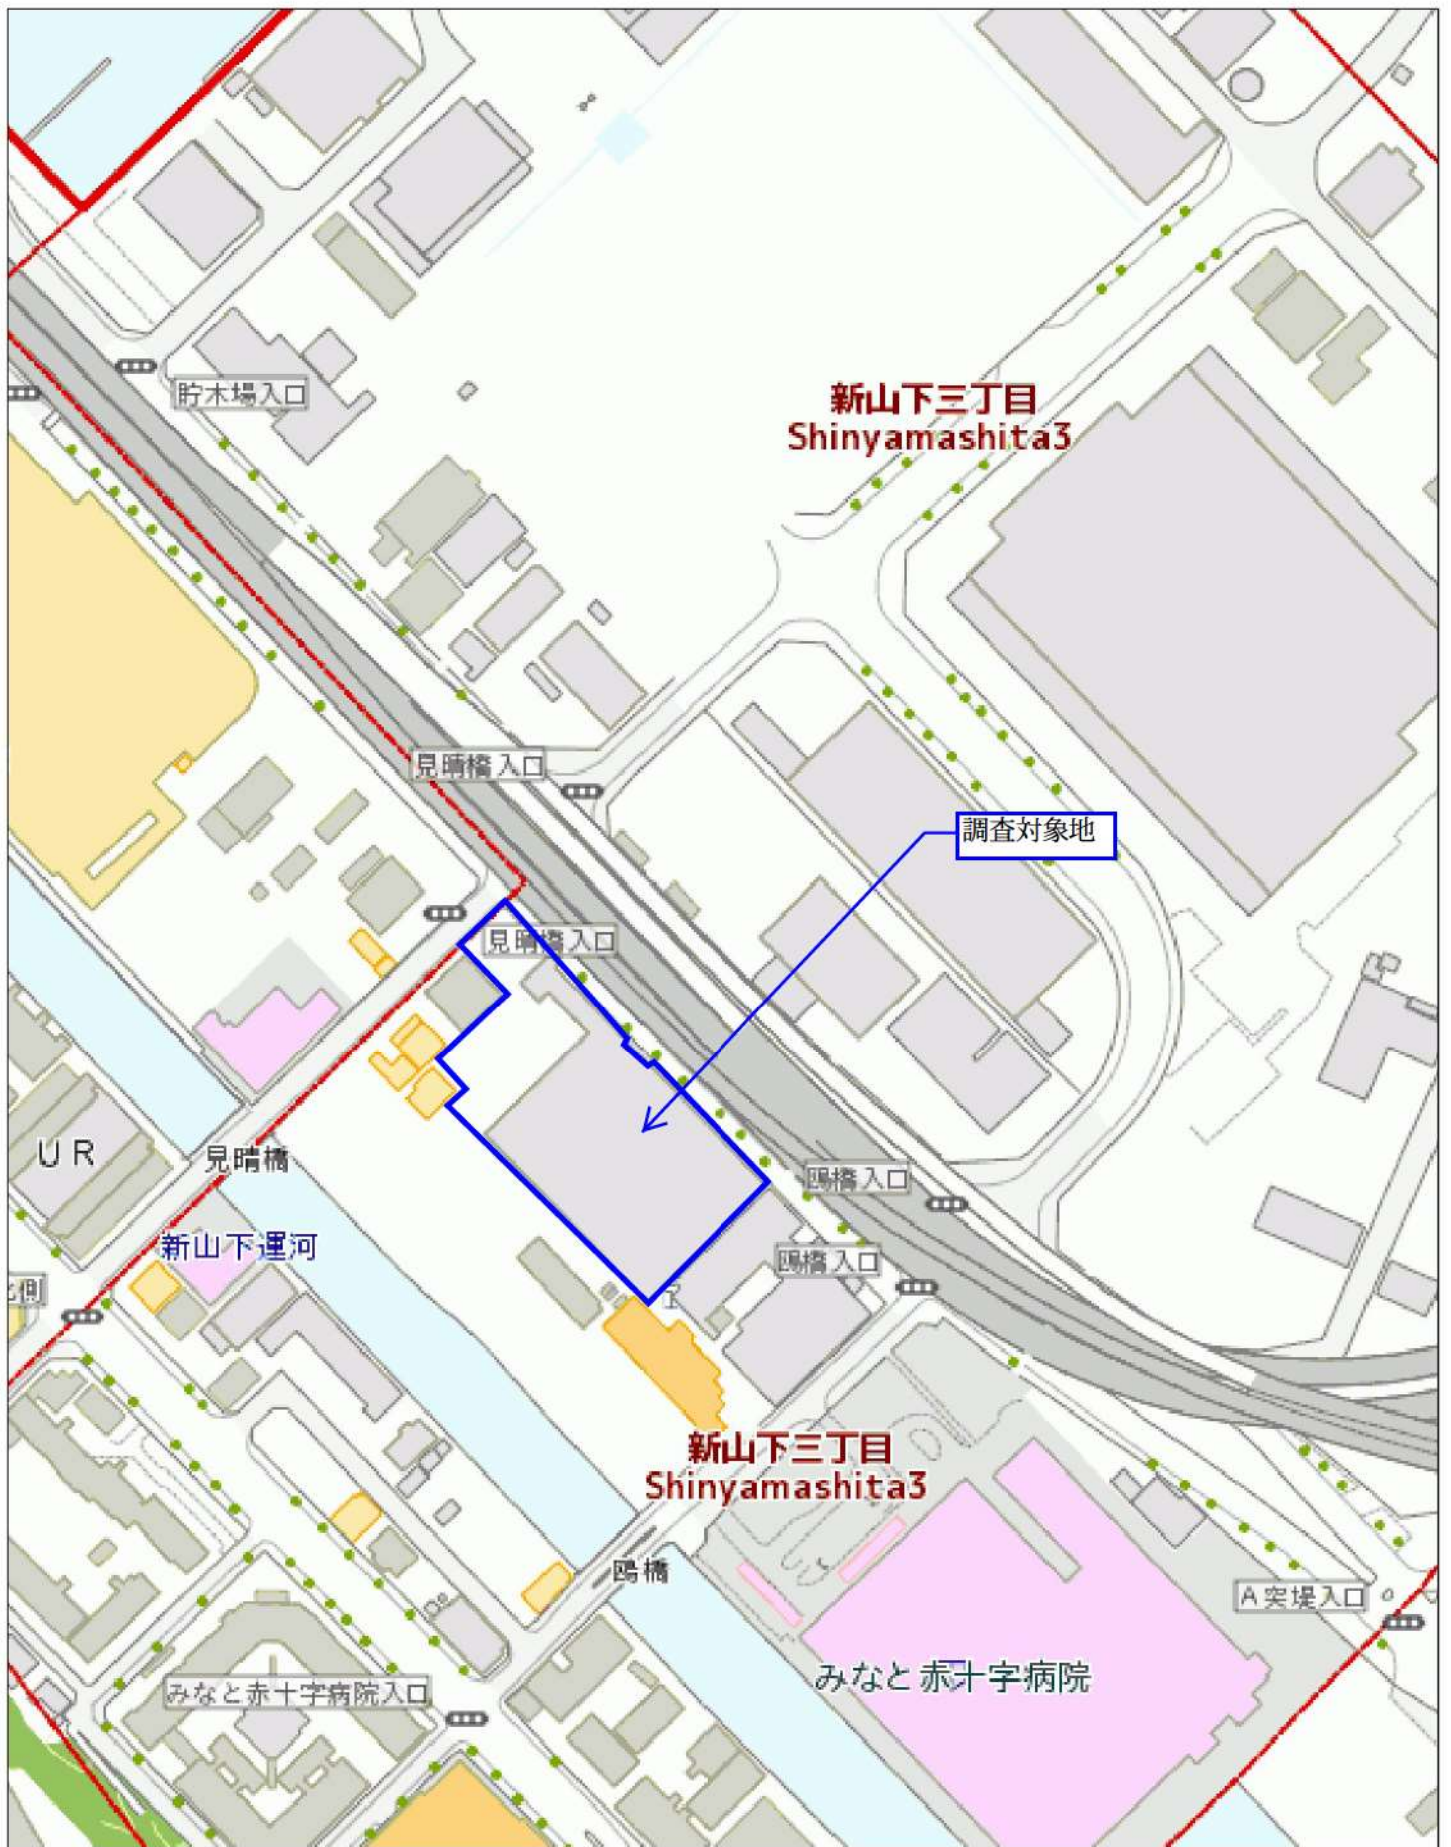 貯木場入口
新山下三丁目
Shinyamashita3
見晴橋入口
調査対象地
見晴橋入口
UR
見晴橋
鴎橋入口
新山下運河
鴎橋入口
側
新山下三丁目
Shinyamashita3
鴎橋
A突堤入口
みなと赤十字病院
みなと赤十字病院入口